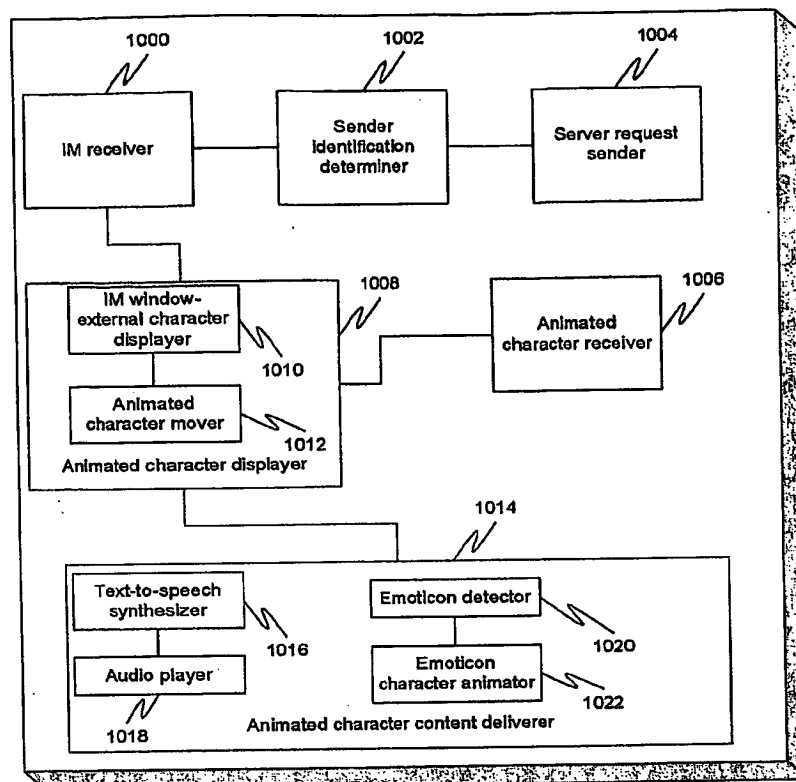 1000
1002
1004
IM receiver
Sender
identification
determiner
Server request
sender
IM window-
external character
displayer
1010
1008
Animated
character mover
1012
Animated character displayer
Animated
character receiver
1006
1014
Text-to-speech
synthesizer
1016
Audio player
1018
Emoticon detector
1020
Emoticon
character animator
1022
Animated character content deliverer